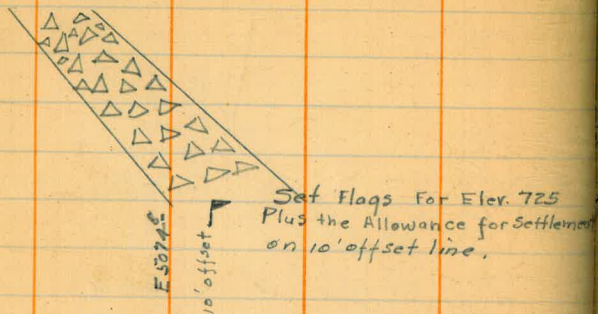 Set Flags For Elev. 725
Plus the Allowance for Settlement
on 10' offset line.
10' offset